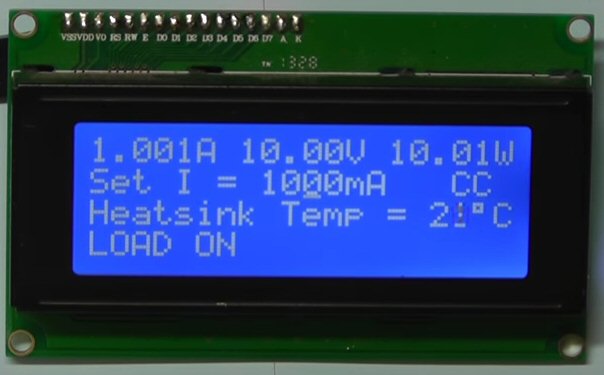 VSS VDD V0 RS RW E D0 D1 D2 D3 D4 D5 D6 D7 A K
1328
1.001A 10.00V 10.01W
Set I = 1000mA CC
Heatsink Temp =
LOAD ON